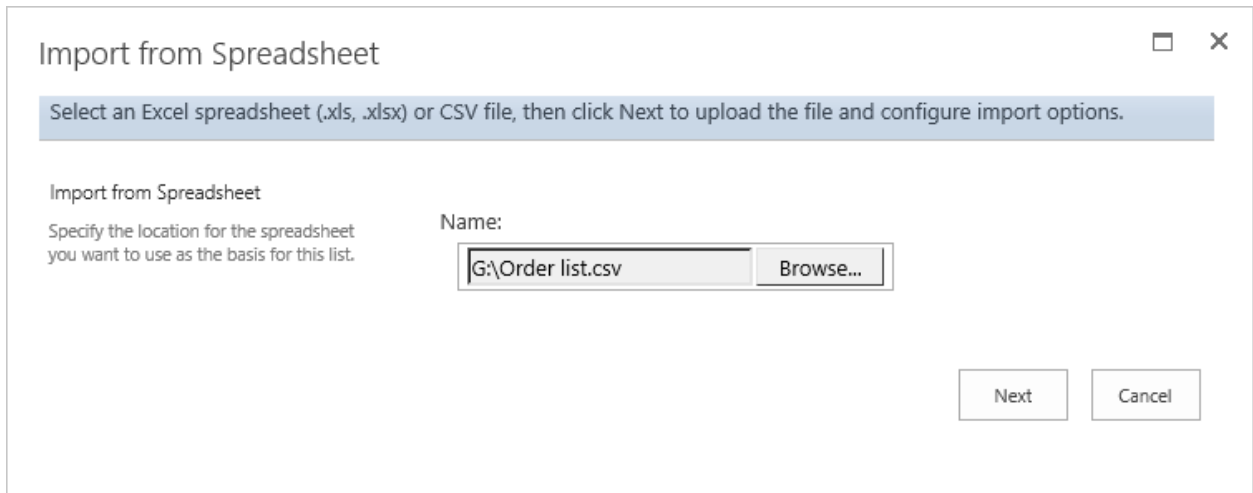 Import from Spreadsheet
Select an Excel spreadsheet (.xls, .xlsx) or CSV file, then click Next to upload the file and configure import options.
Import from Spreadsheet
Specify the location for the spreadsheet
you want to use as the basis for this list.
Name:
G:\Order list.csv
Browse...
Next
Cancel